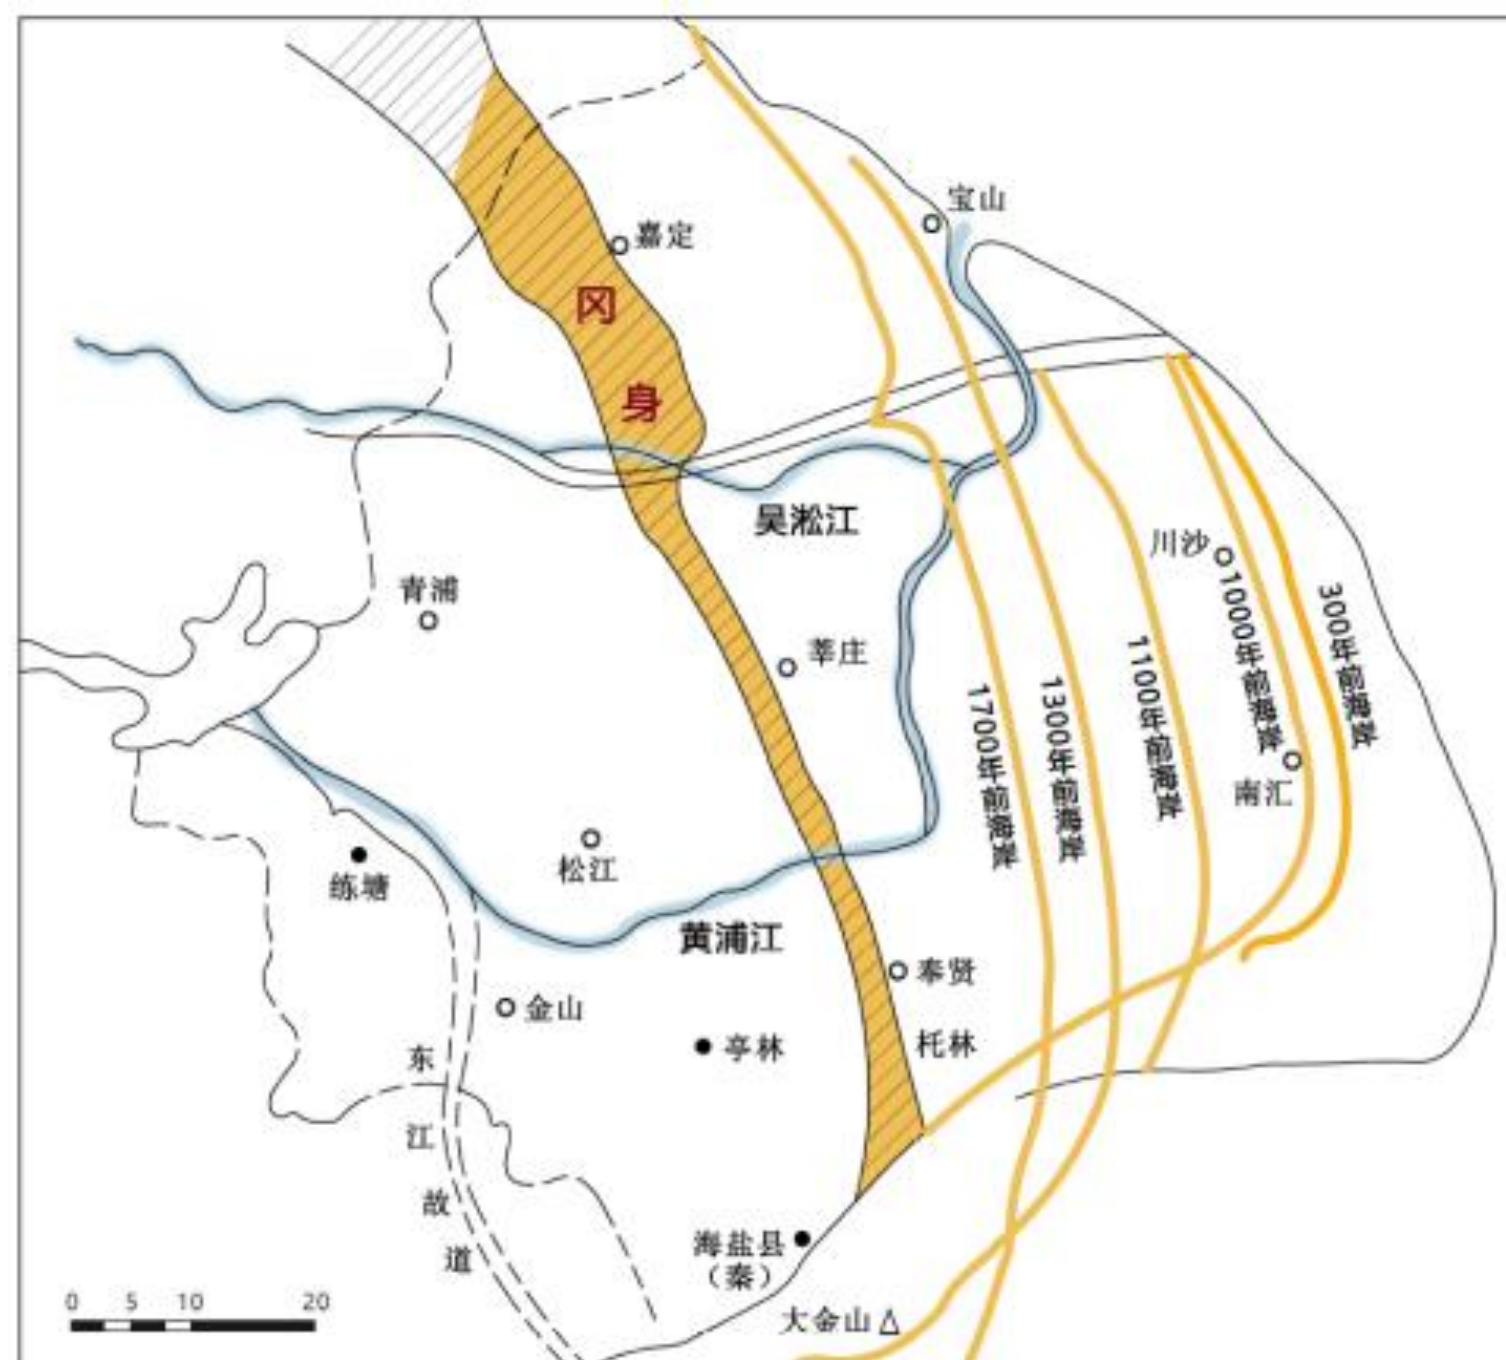 宝山
嘉定
冈
身
吴淞江
川沙
青浦
莘庄
1700年前海岸
1300年前海岸
1100年前海岸
1000年前海岸
300年前海岸
南汇
松江
练塘
黄浦江
奉贤
金山
亭林
托林
东
江
故
道
海盐县
（秦）
大金山
0 5 10 20